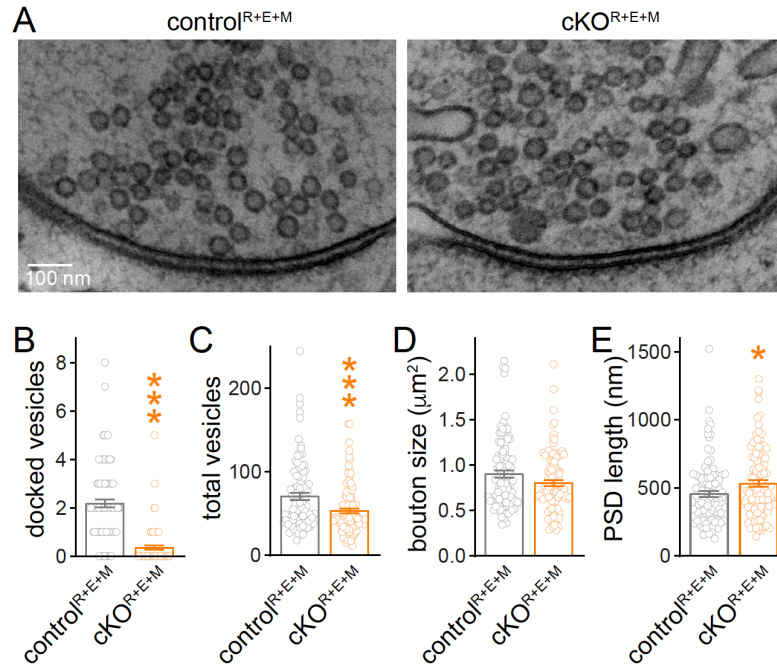 A
control^R+E+M
cKO^R+E+M
100 nm
B
docked vesicles
8
6
4
2
0
***
control^R+E+M
cKO^R+E+M
C
total vesicles
200
100
0
***
control^R+E+M
cKO^R+E+M
D
bouton size (μm²)
2.0
1.5
1.0
0.5
0.0
control^R+E+M
cKO^R+E+M
E
PSD length (nm)
1500
1000
500
0
*
control^R+E+M
cKO^R+E+M